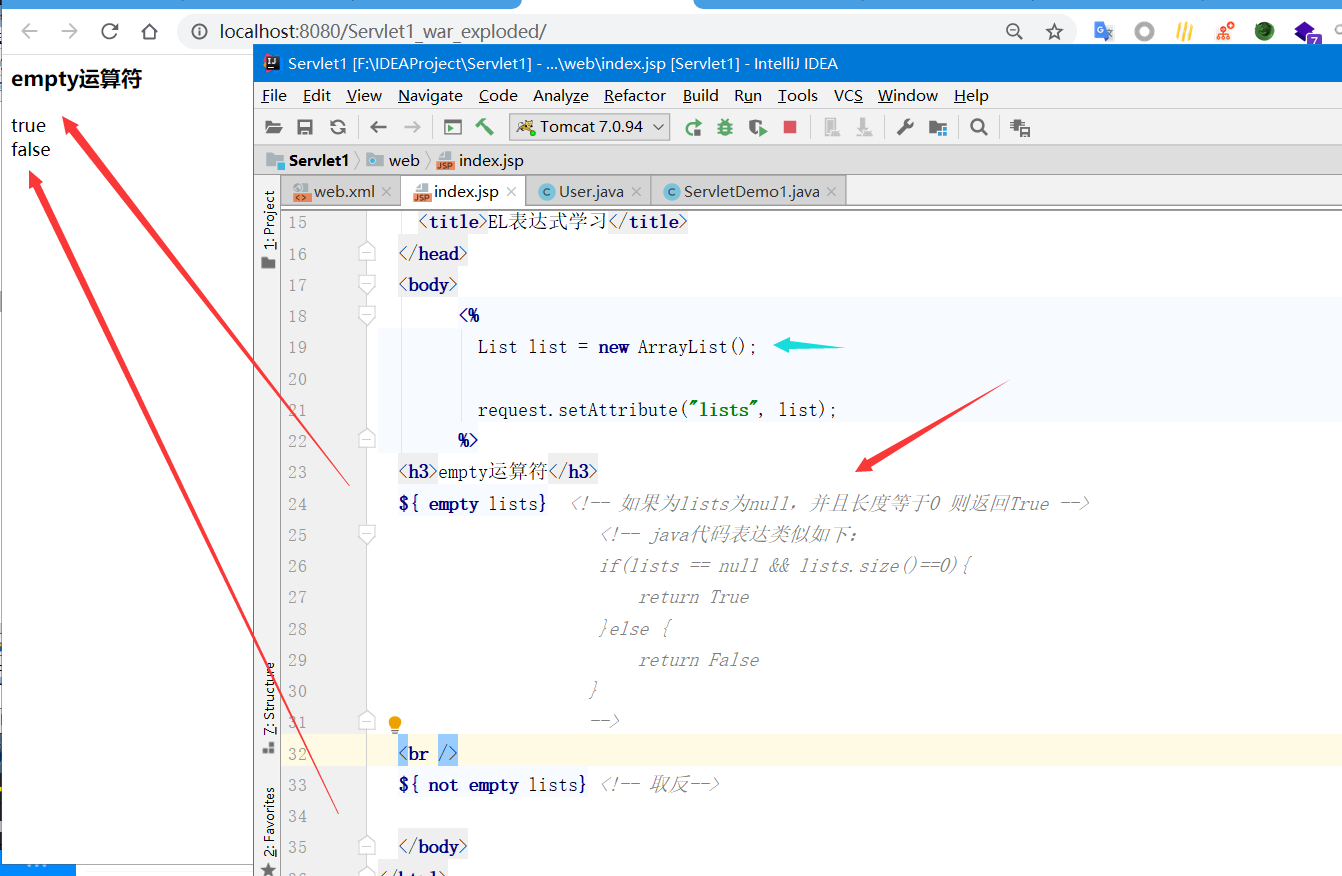 localhost:8080/Servlet1_war_exploded/
7
empty运算符
true
false
Servlet1 [F:\IDEAProject\Servlet1] - ...\web\index.jsp [Servlet1] - IntelliJ IDEA
File Edit View Navigate Code Analyze Refactor Build Run Tools VCS Window Help
Tomcat 7.0.94
Servlet1 web index.jsp
web.xml index.jsp User.java ServletDemo1.java
1: Project
7: Structure
2: Favorites
15 <title>EL表达式学习</title>
16 </head>
17 <body>
18 <%
19 List list = new ArrayList();
20
21 request.setAttribute("lists", list);
22 %>
23 <h3>empty运算符</h3>
24 ${ empty lists} <!-- 如果为lists为null，并且长度等于0 则返回True -->
25 <!-- java代码表达类似如下：
26 if(lists == null && lists.size()==0){
27 return True
28 }else {
29 return False
30 }
31 -->
32 <br />
33 ${ not empty lists} <!-- 取反-->
34
35 </body>